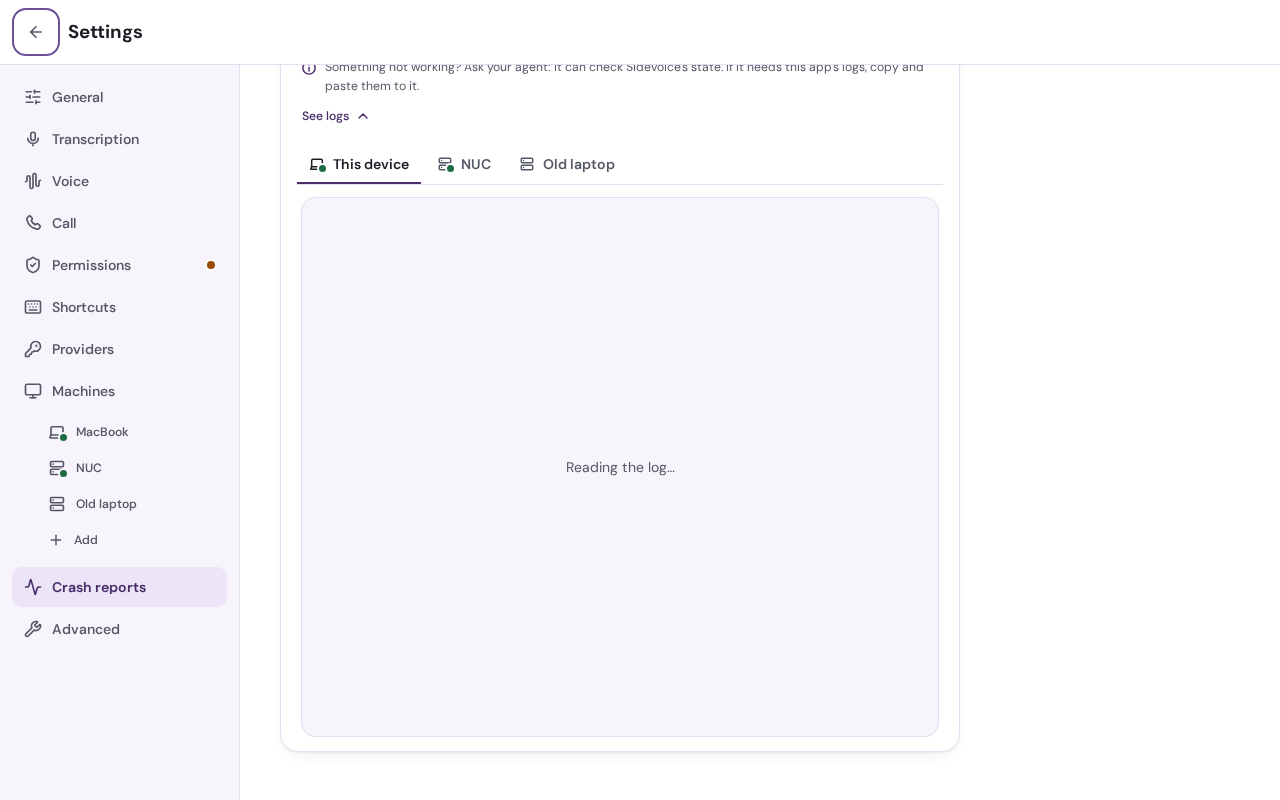 Settings
General
Transcription
Voice
Call
Permissions
Shortcuts
Providers
Machines
MacBook
NUC
Old laptop
Add
Crash reports
Advanced
Something not working? Ask your agent: it can check Sidevoice's state. If it needs this app's logs, copy and
paste them to it.
See logs
This device
NUC
Old laptop
Reading the log…